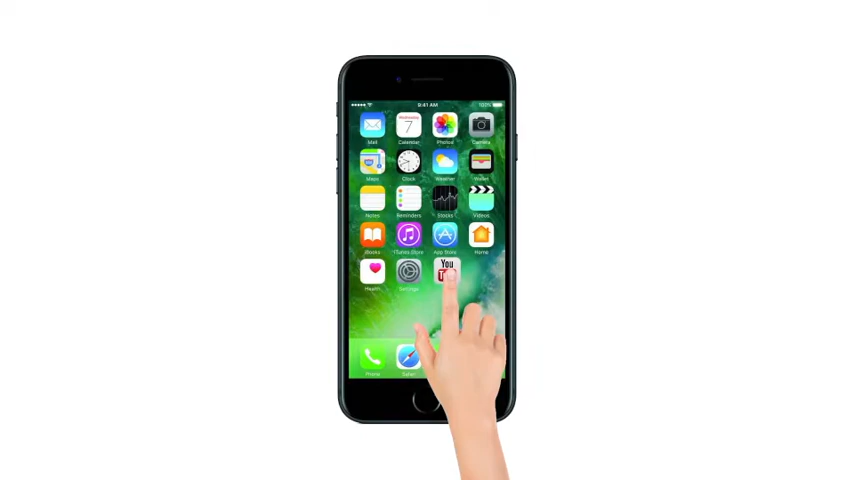 9:41 AM 100%
Wednesday
7
Mail Calendar Photos Camera
Maps Clock Weather Wallet
Notes Reminders Stocks Videos
iBooks iTunes Store App Store Home
You
Health Settings
Phone Safari